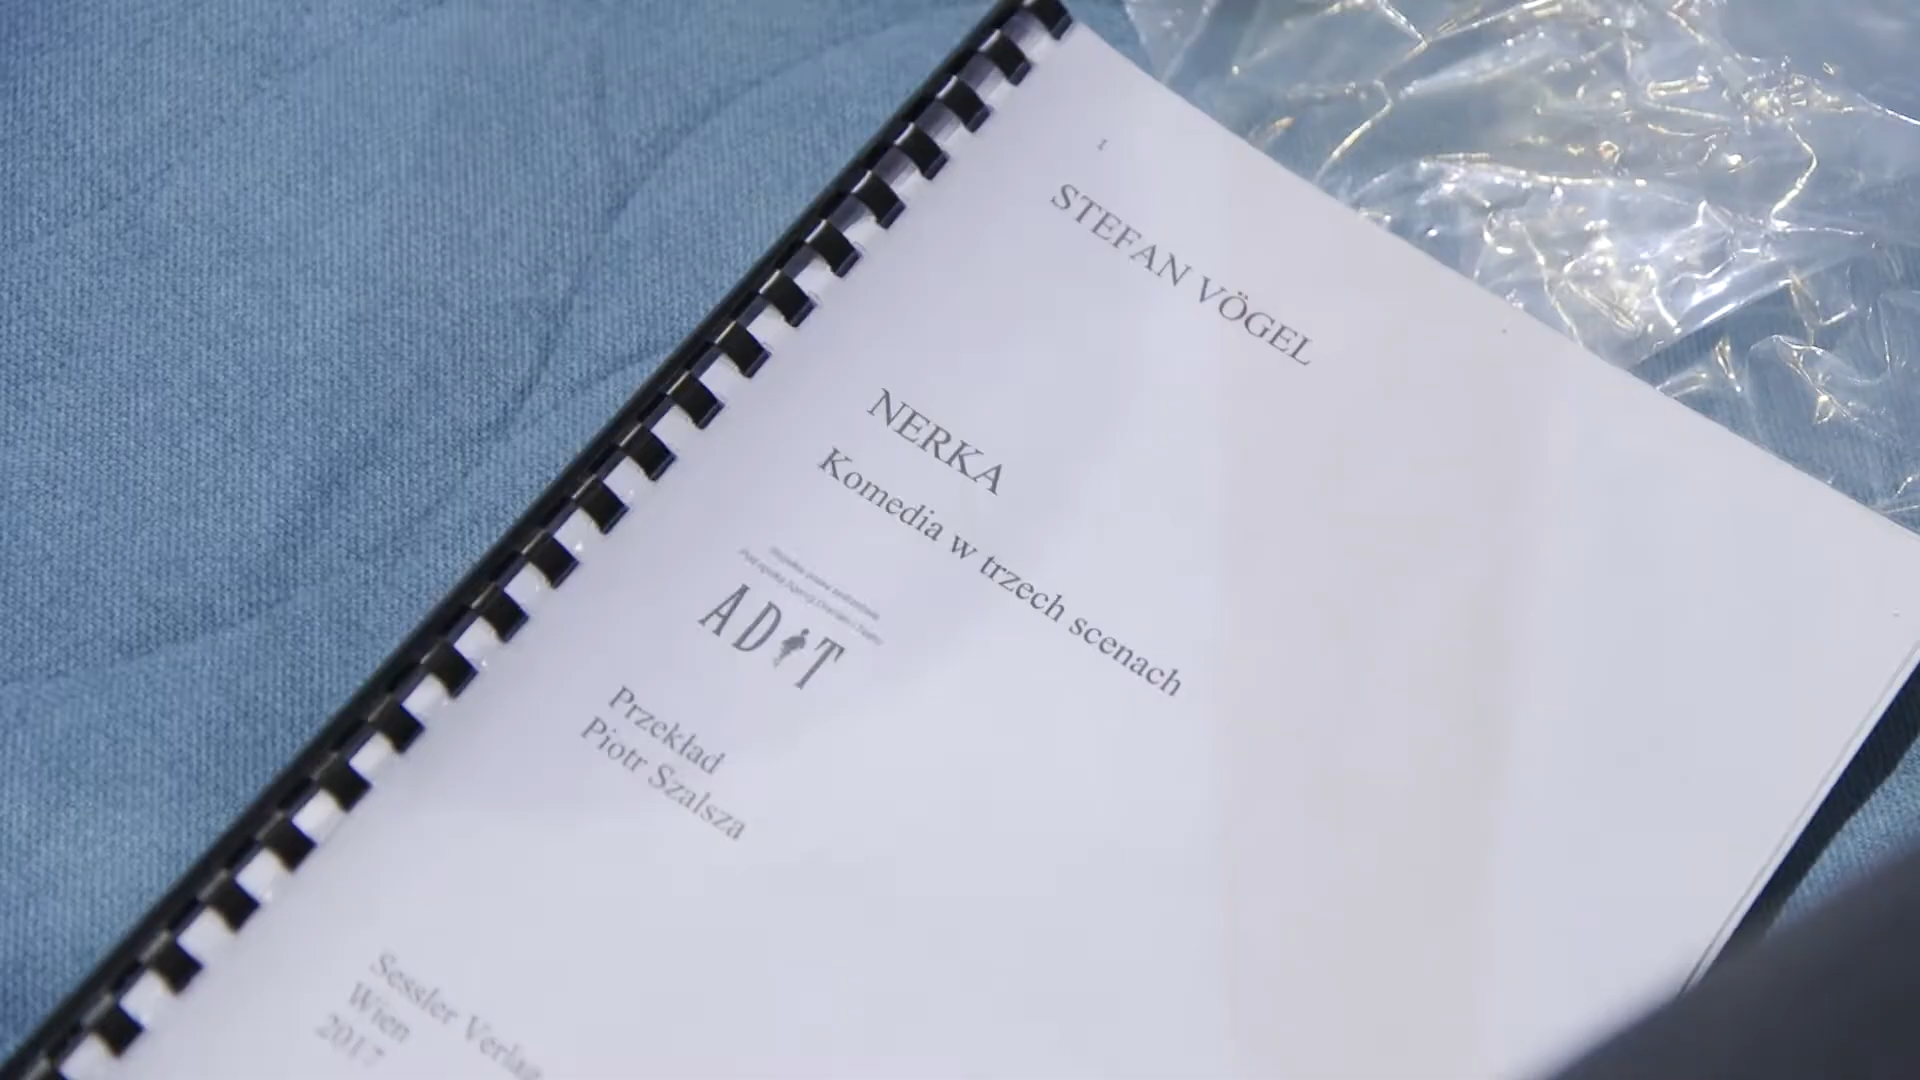 1
STEFAN VÖGEL
NERKA
Komedia w trzech scenach
ADiT
Przekład
Piotr Szalsza
Sessler Verlag
Wien
2017